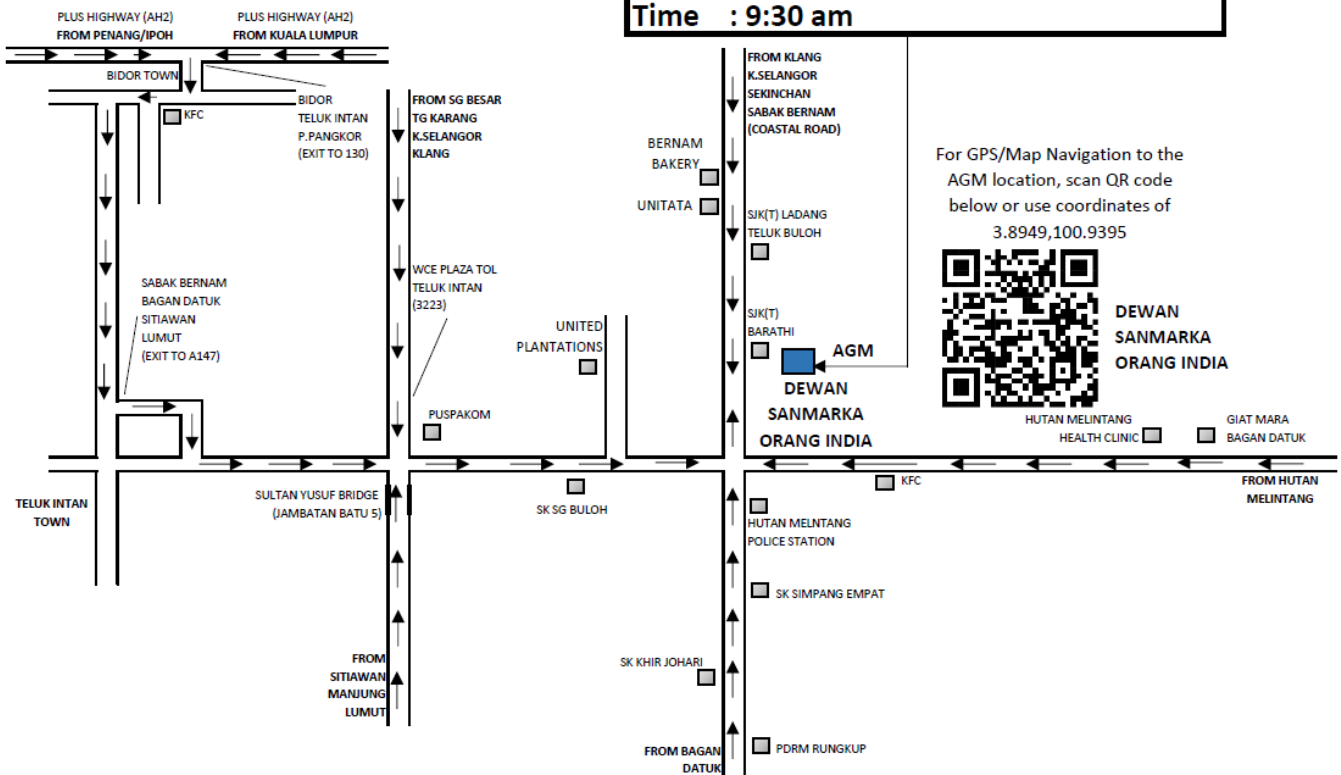 Time : 9:30 am
PLUS HIGHWAY (AH2)
FROM PENANG/IPOH
PLUS HIGHWAY (AH2)
FROM KUALA LUMPUR
BIDOR TOWN
KFC
BIDOR
TELUK INTAN
P.PANGKOR
(EXIT TO 130)
FROM SG BESAR
TG KARANG
K.SELANGOR
KLANG
FROM KLANG
K.SELANGOR
SEKINCHAN
SABAK BERNAM
(COASTAL ROAD)
BERNAM
BAKERY
UNITATA
SJK(T) LADANG
TELUK BULOH
For GPS/Map Navigation to the
AGM location, scan QR code
below or use coordinates of
3.8949,100.9395
DEWAN
SANMARKA
ORANG INDIA
SABAK BERNAM
BAGAN DATUK
SITIAWAN
LUMUT
(EXIT TO A147)
WCE PLAZA TOL
TELUK INTAN
(3223)
UNITED
PLANTATIONS
SJK(T)
BARATHI
AGM
DEWAN
SANMARKA
ORANG INDIA
PUSPAKOM
HUTAN MELINTANG
HEALTH CLINIC
GIAT MARA
BAGAN DATUK
TELUK INTAN
TOWN
SULTAN YUSUF BRIDGE
(JAMBATAN BATU 5)
SK SG BULOH
KFC
FROM HUTAN
MELINTANG
HUTAN MELNTANG
POLICE STATION
SK SIMPANG EMPAT
FROM
SITIAWAN
MANJUNG
LUMUT
SK KHIR JOHARI
FROM BAGAN
DATUK
PDRM RUNGKUP